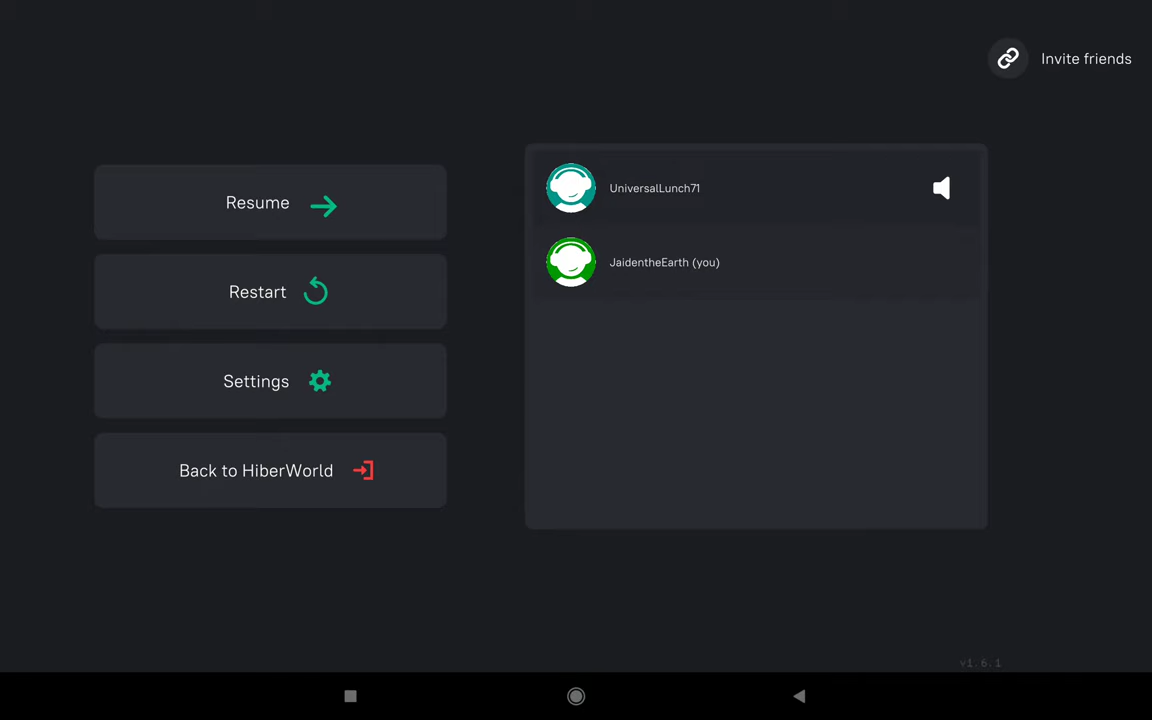 Invite friends
Resume
Restart
Settings
Back to HiberWorld
UniversalLunch71
JaidentheEarth (you)
v1.6.1